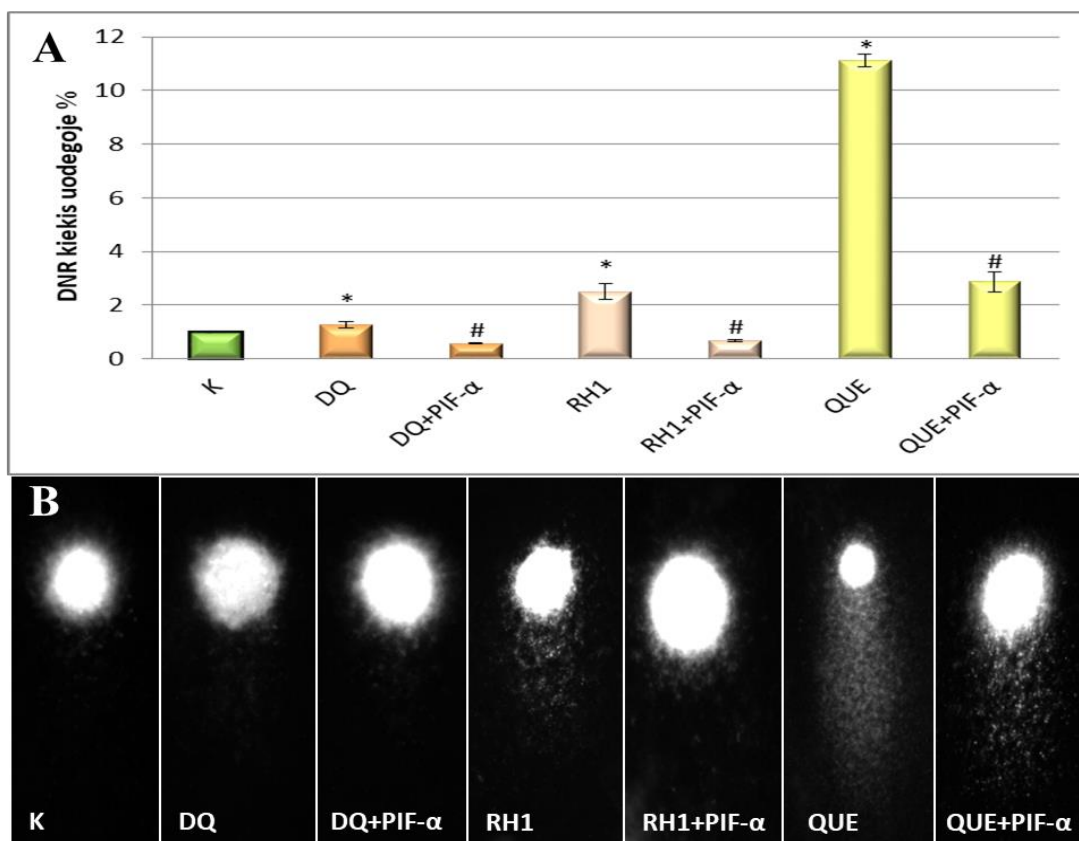 A
DNR kiekis uodegoje %
12
10
8
6
4
2
0
*
#
*
#
*
#
K
DQ
DQ+PIF-α
RH1
RH1+PIF-α
QUE
QUE+PIF-α
B
K
DQ
DQ+PIF-α
RH1
RH1+PIF-α
QUE
QUE+PIF-α